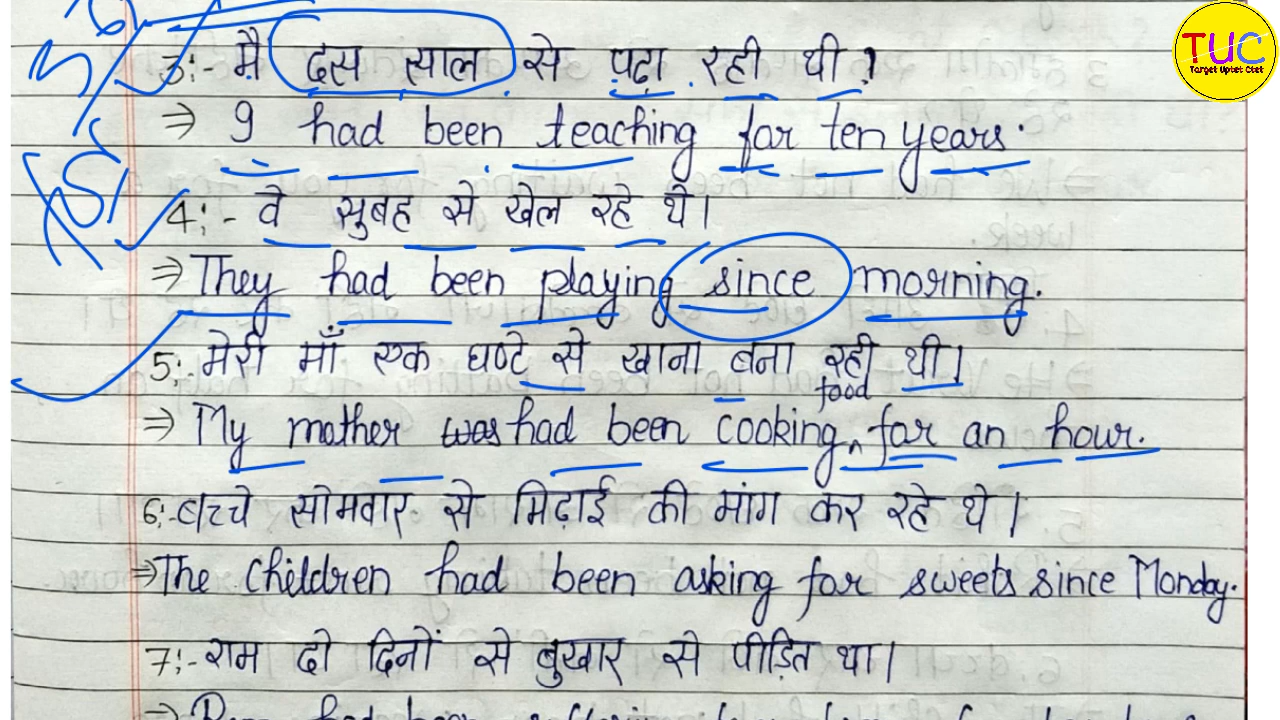 TUC
Target Uptet Ctet
3:- मै दस साल से पढ़ा रही थी ?
⇒ I had been teaching for ten years.
4:- वे सुबह से खेल रहे थे।
⇒ They had been playing since morning.
5:- मेरी माँ एक घण्टे से खाना बना रही थी।
food
⇒ My mother was had been cooking ^ for an hour.
6:- बच्चे सोमवार से मिठाई की मांग कर रहे थे।
⇒ The children had been asking for sweets since Monday.
7:- राम दो दिनों से बुखार से पीड़ित था।